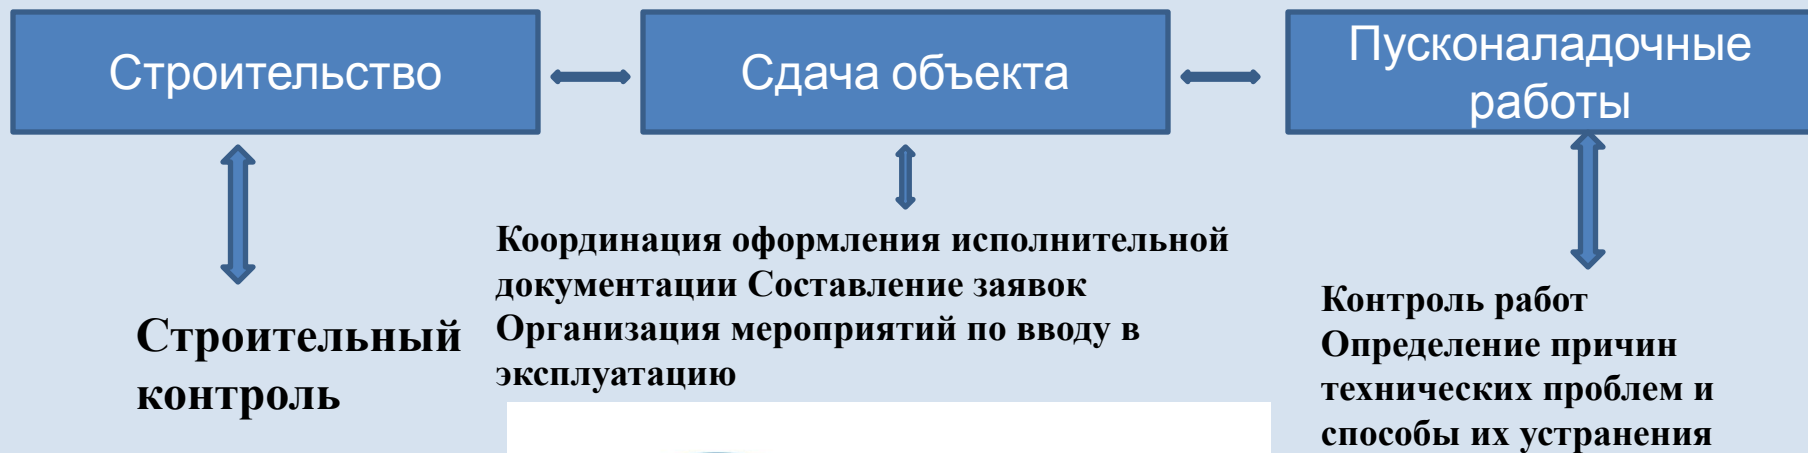 Строительство
Сдача объекта
Пусконаладочные
работы
Строительный
контроль
Координация оформления исполнительной
документации Составление заявок
Организация мероприятий по вводу в
эксплуатацию
Контроль работ
Определение причин
технических проблем и
способы их устранения